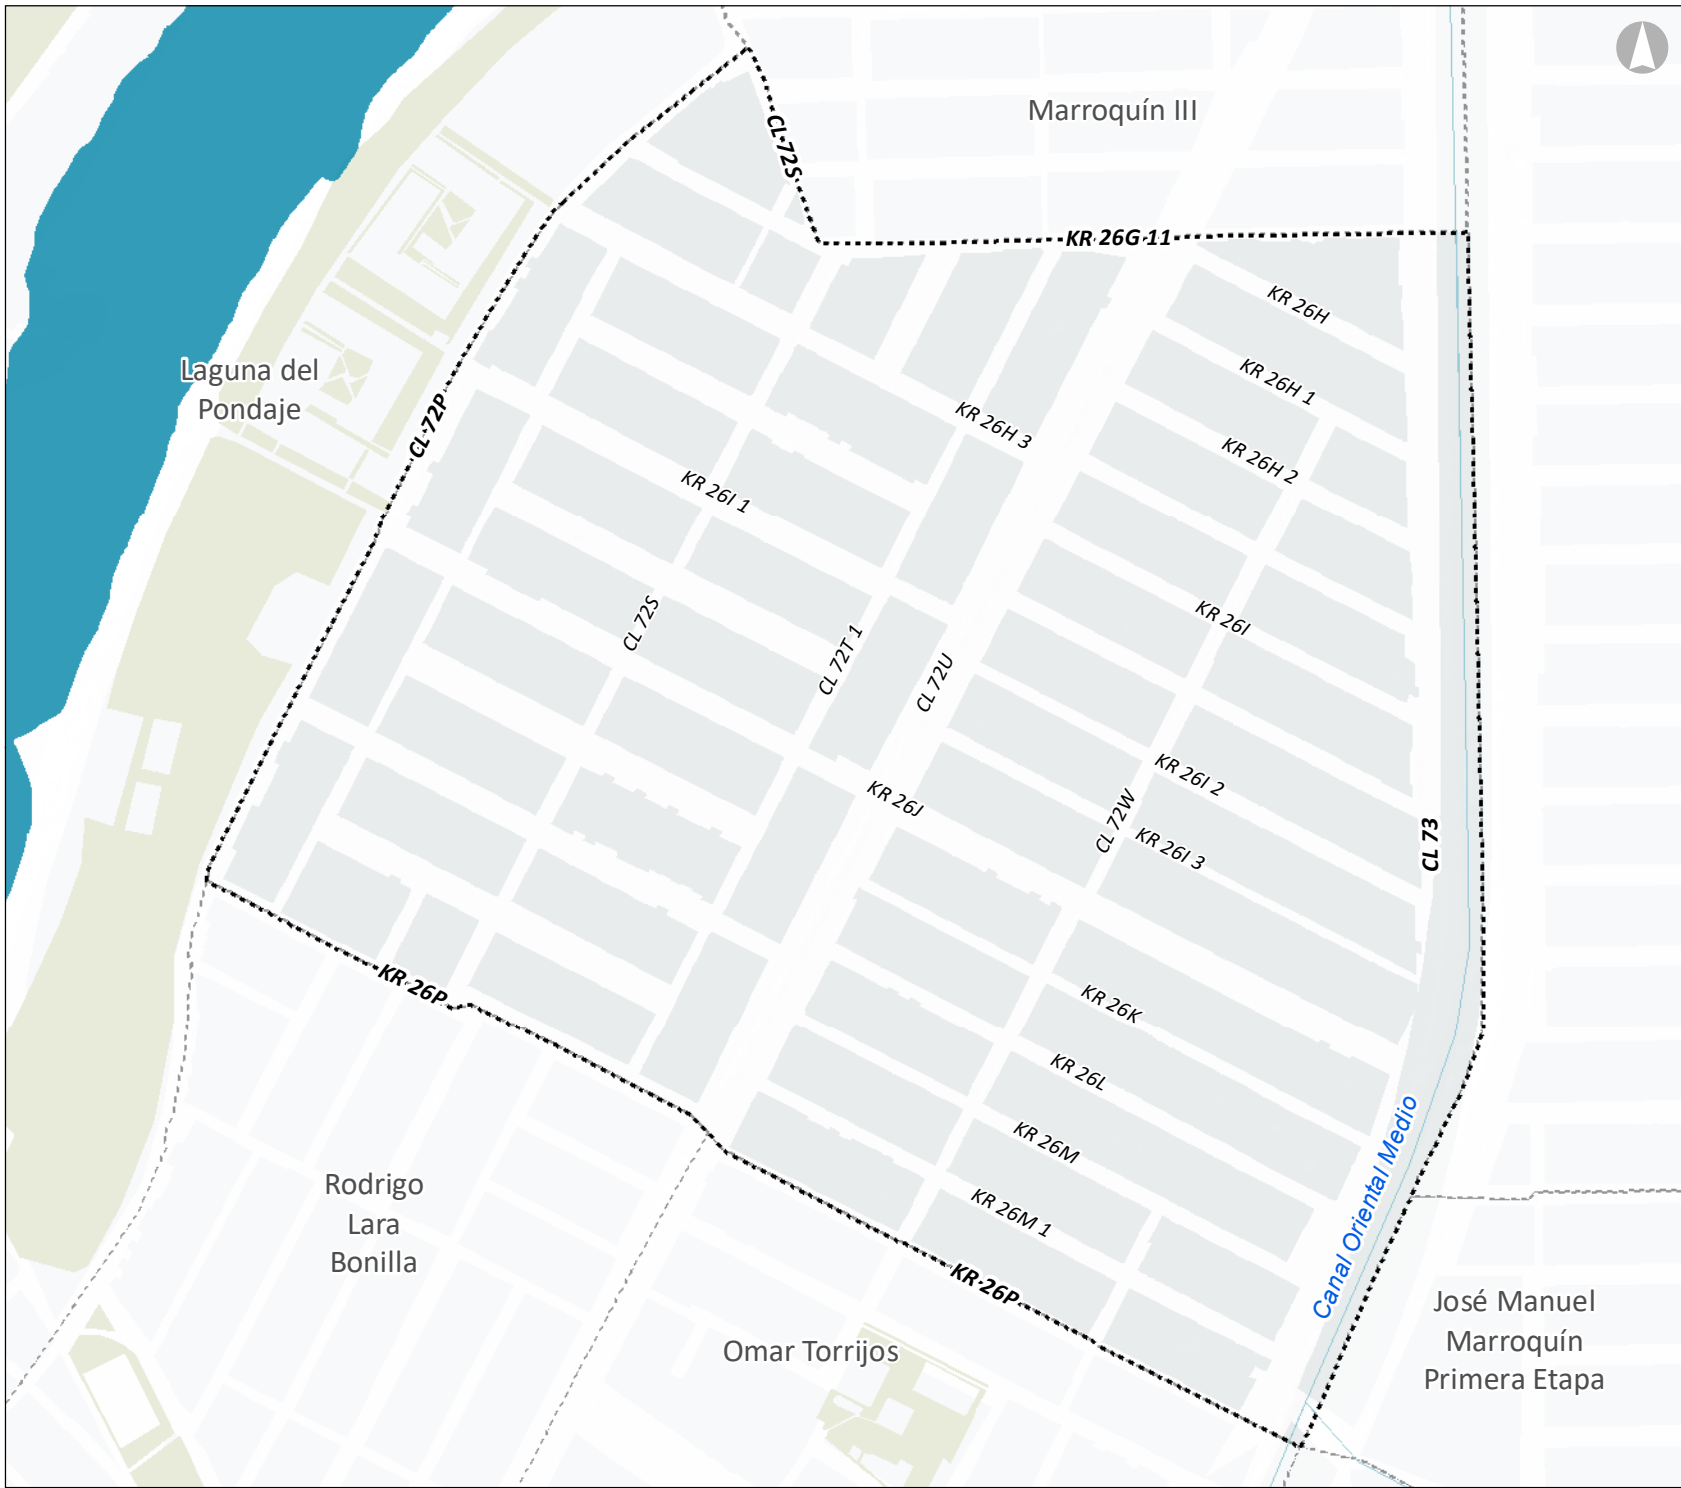 Marroquín III
CL 72S
KR 26G 11
KR 26H
Laguna del
Pondaje
KR 26H 1
CL 72P
KR 26H 3
KR 26H 2
KR 26I 1
CL 72S
CL 72T 1
KR 26I
CL 72U
KR 26J
KR 26I 2
CL 72W
KR 26I 3
CL 73
KR 26P
KR 26K
KR 26L
KR 26M
Canal Oriental Medio
KR 26M 1
Rodrigo
Lara
Bonilla
KR 26P
Omar Torrijos
José Manuel
Marroquín
Primera Etapa